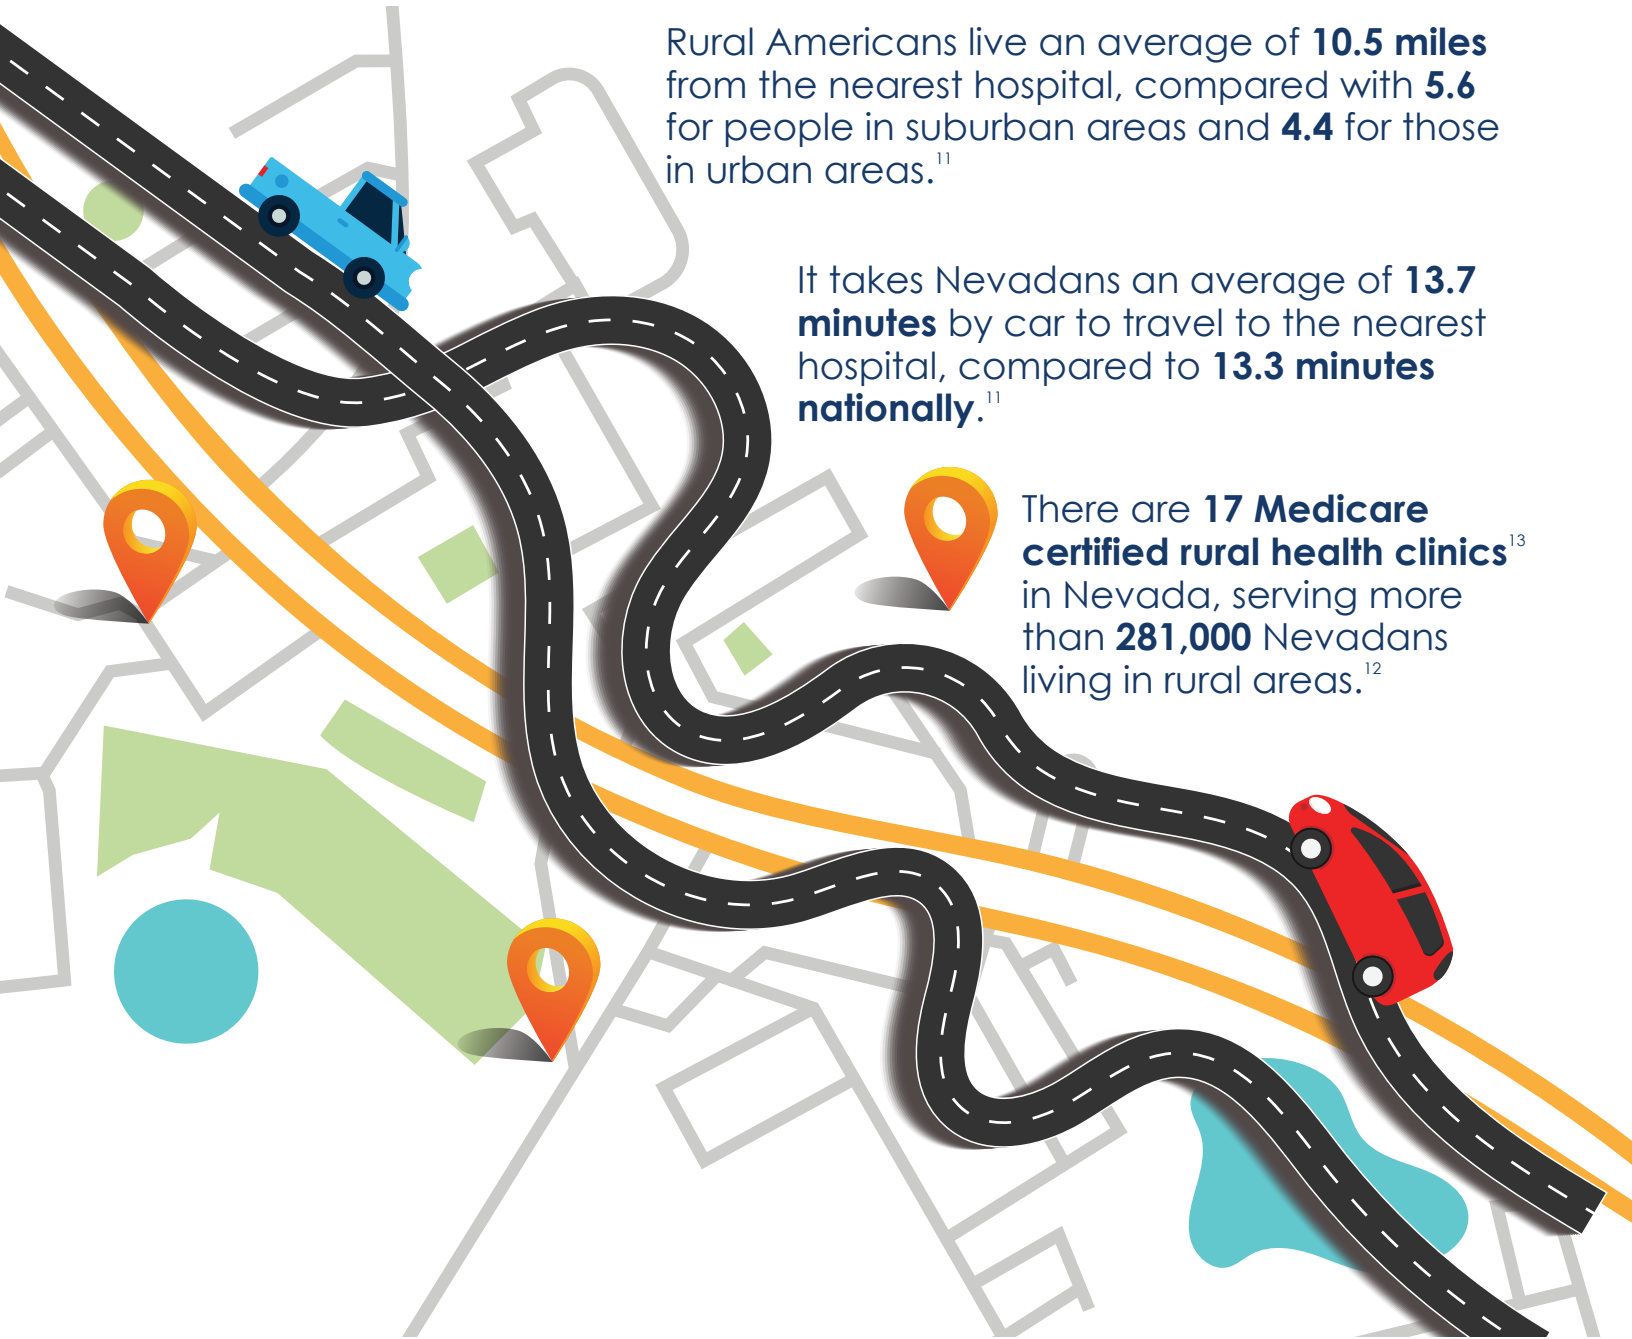 Rural Americans live an average of 10.5 miles
from the nearest hospital, compared with 5.6
for people in suburban areas and 4.4 for those
in urban areas.11
It takes Nevadans an average of 13.7
minutes by car to travel to the nearest
hospital, compared to 13.3 minutes
nationally.11
There are 17 Medicare
certified rural health clinics13
in Nevada, serving more
than 281,000 Nevadans
living in rural areas.12